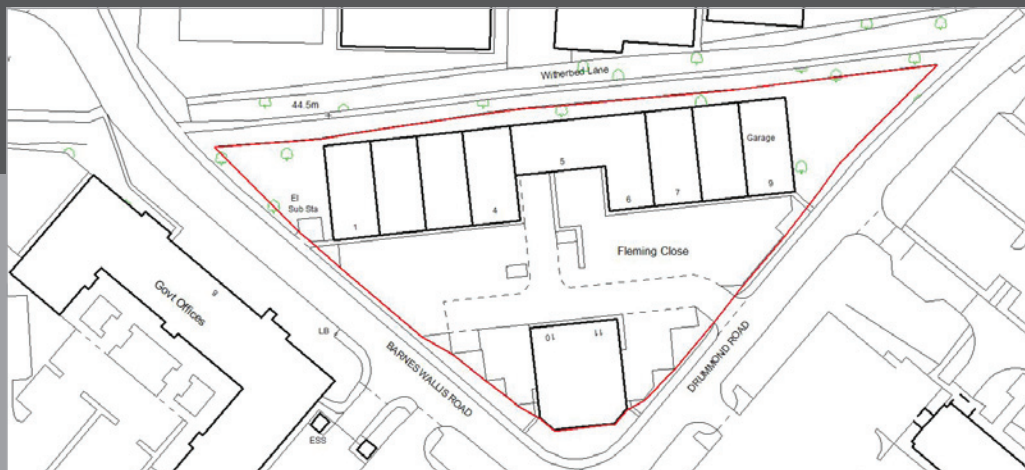 Witherbed Lane
44.5m
Garage
5
El
Sub Sta
1
4
6
7
9
Fleming Close
Govt Offices
9
LB
10
11
BARNES WALLIS ROAD
DRUMMOND ROAD
ESS